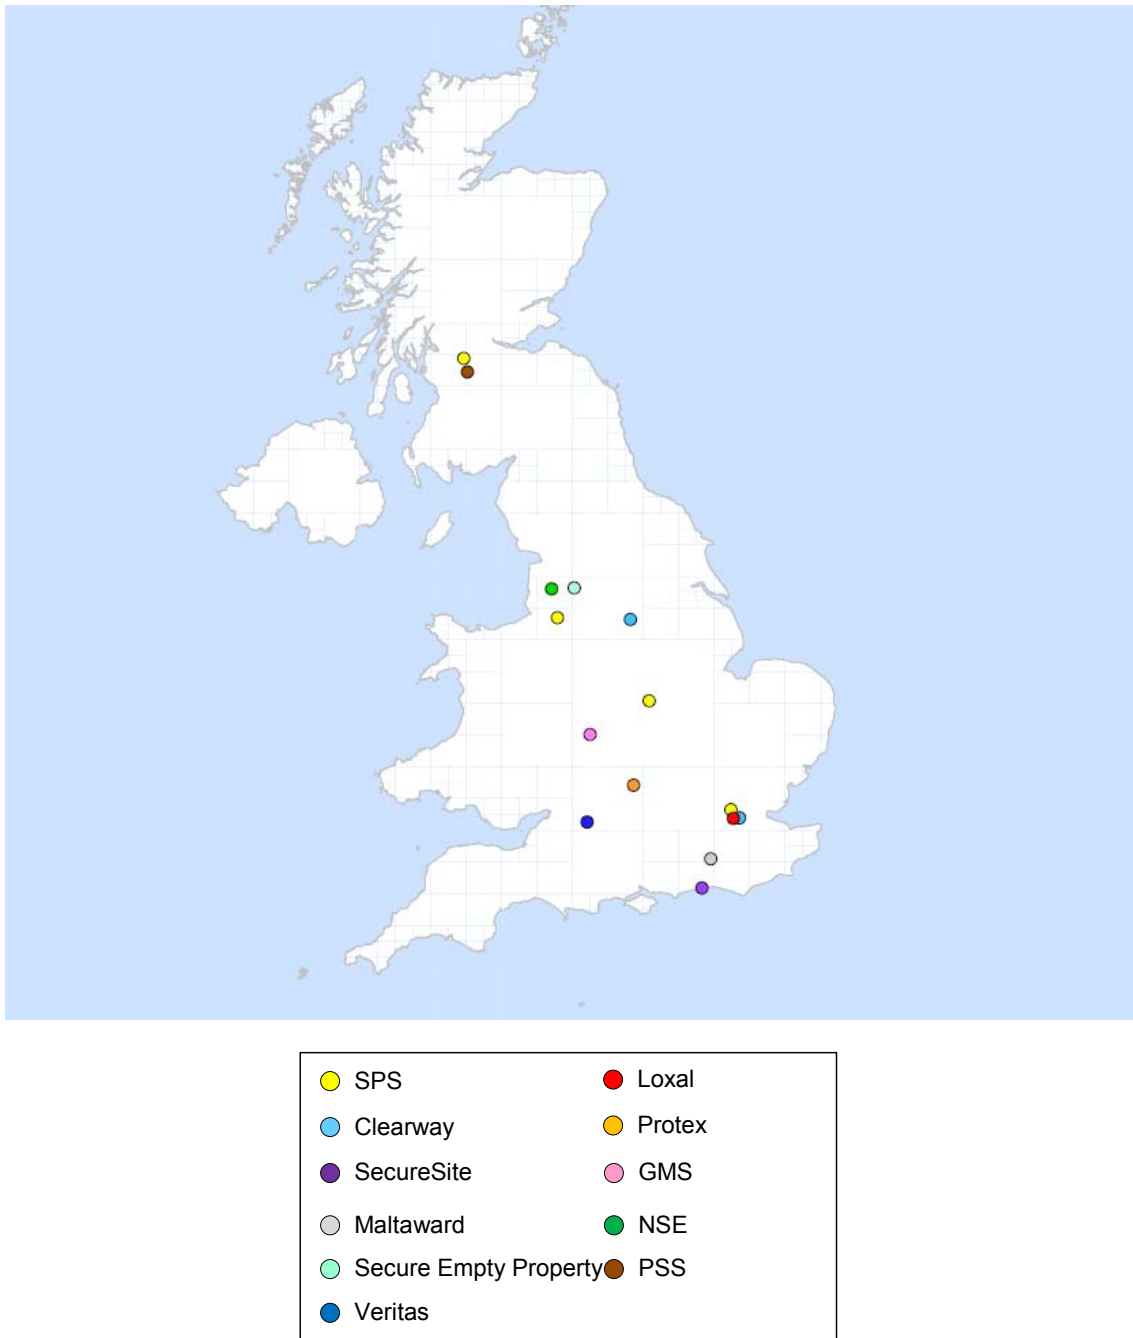 SPS
Loxal
Clearway
Protex
SecureSite
GMS
Maltaward
NSE
Secure Empty Property
PSS
Veritas